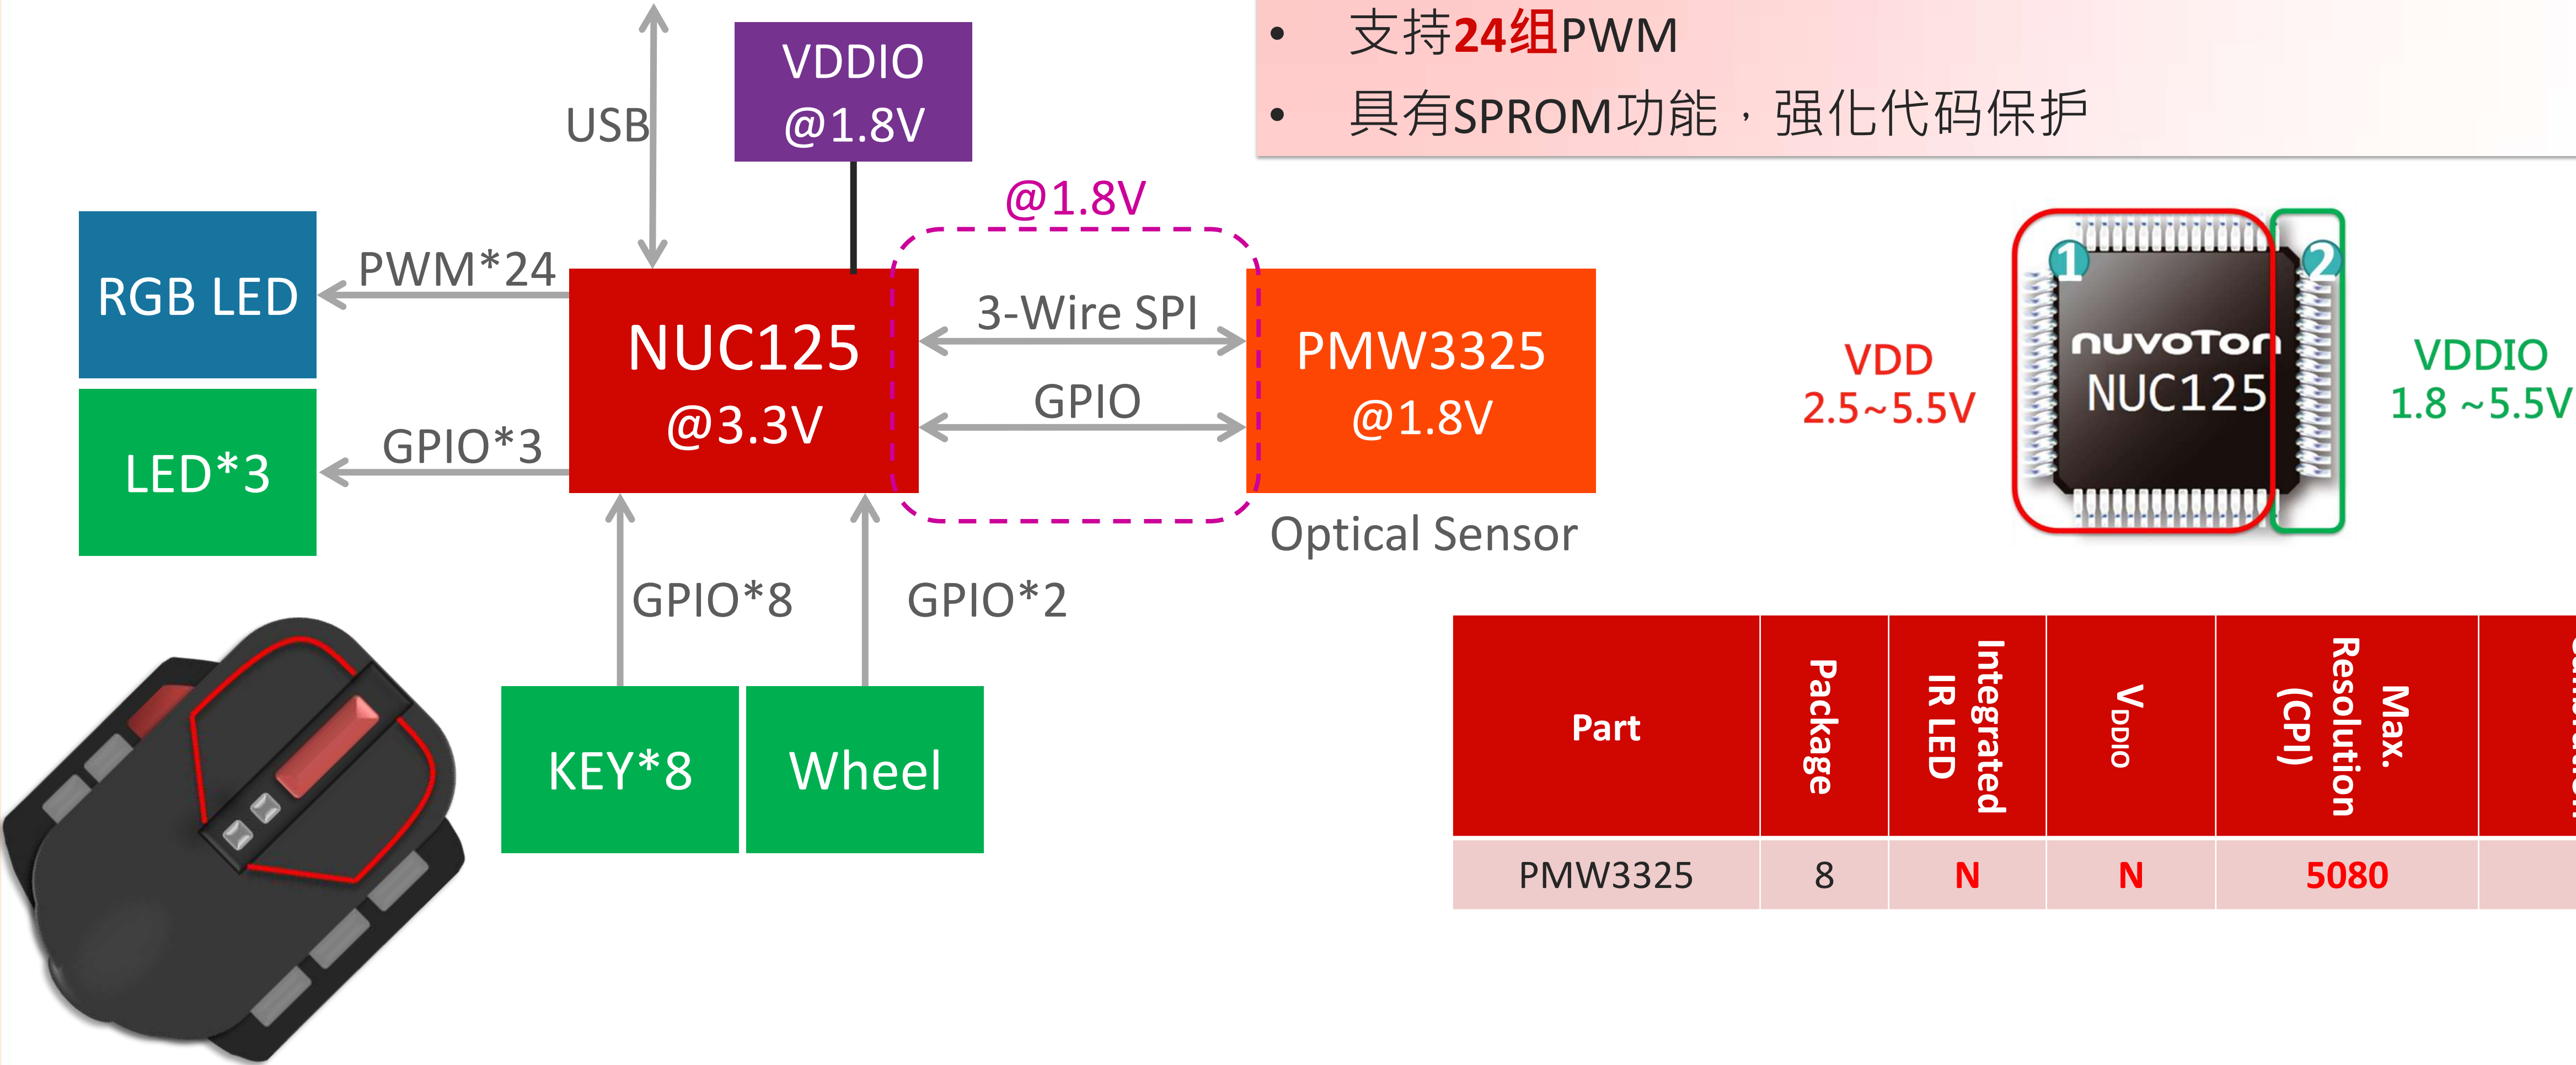 支持24组PWM
具有SPROM功能，强化代码保护
USB
VDDIO
@1.8V
@1.8V
RGB LED
PWM*24
NUC125
@3.3V
3-Wire SPI
GPIO
PMW3325
@1.8V
Optical Sensor
LED*3
GPIO*3
GPIO*8
GPIO*2
KEY*8
Wheel
1
2
nuvoTon
NUC125
VDD
2.5~5.5V
VDDIO
1.8 ~5.5V
Part
Package
Integrated
IR LED
VDDIO
Max.
Resolution
(CPI)
PMW3325 8 N N 5080